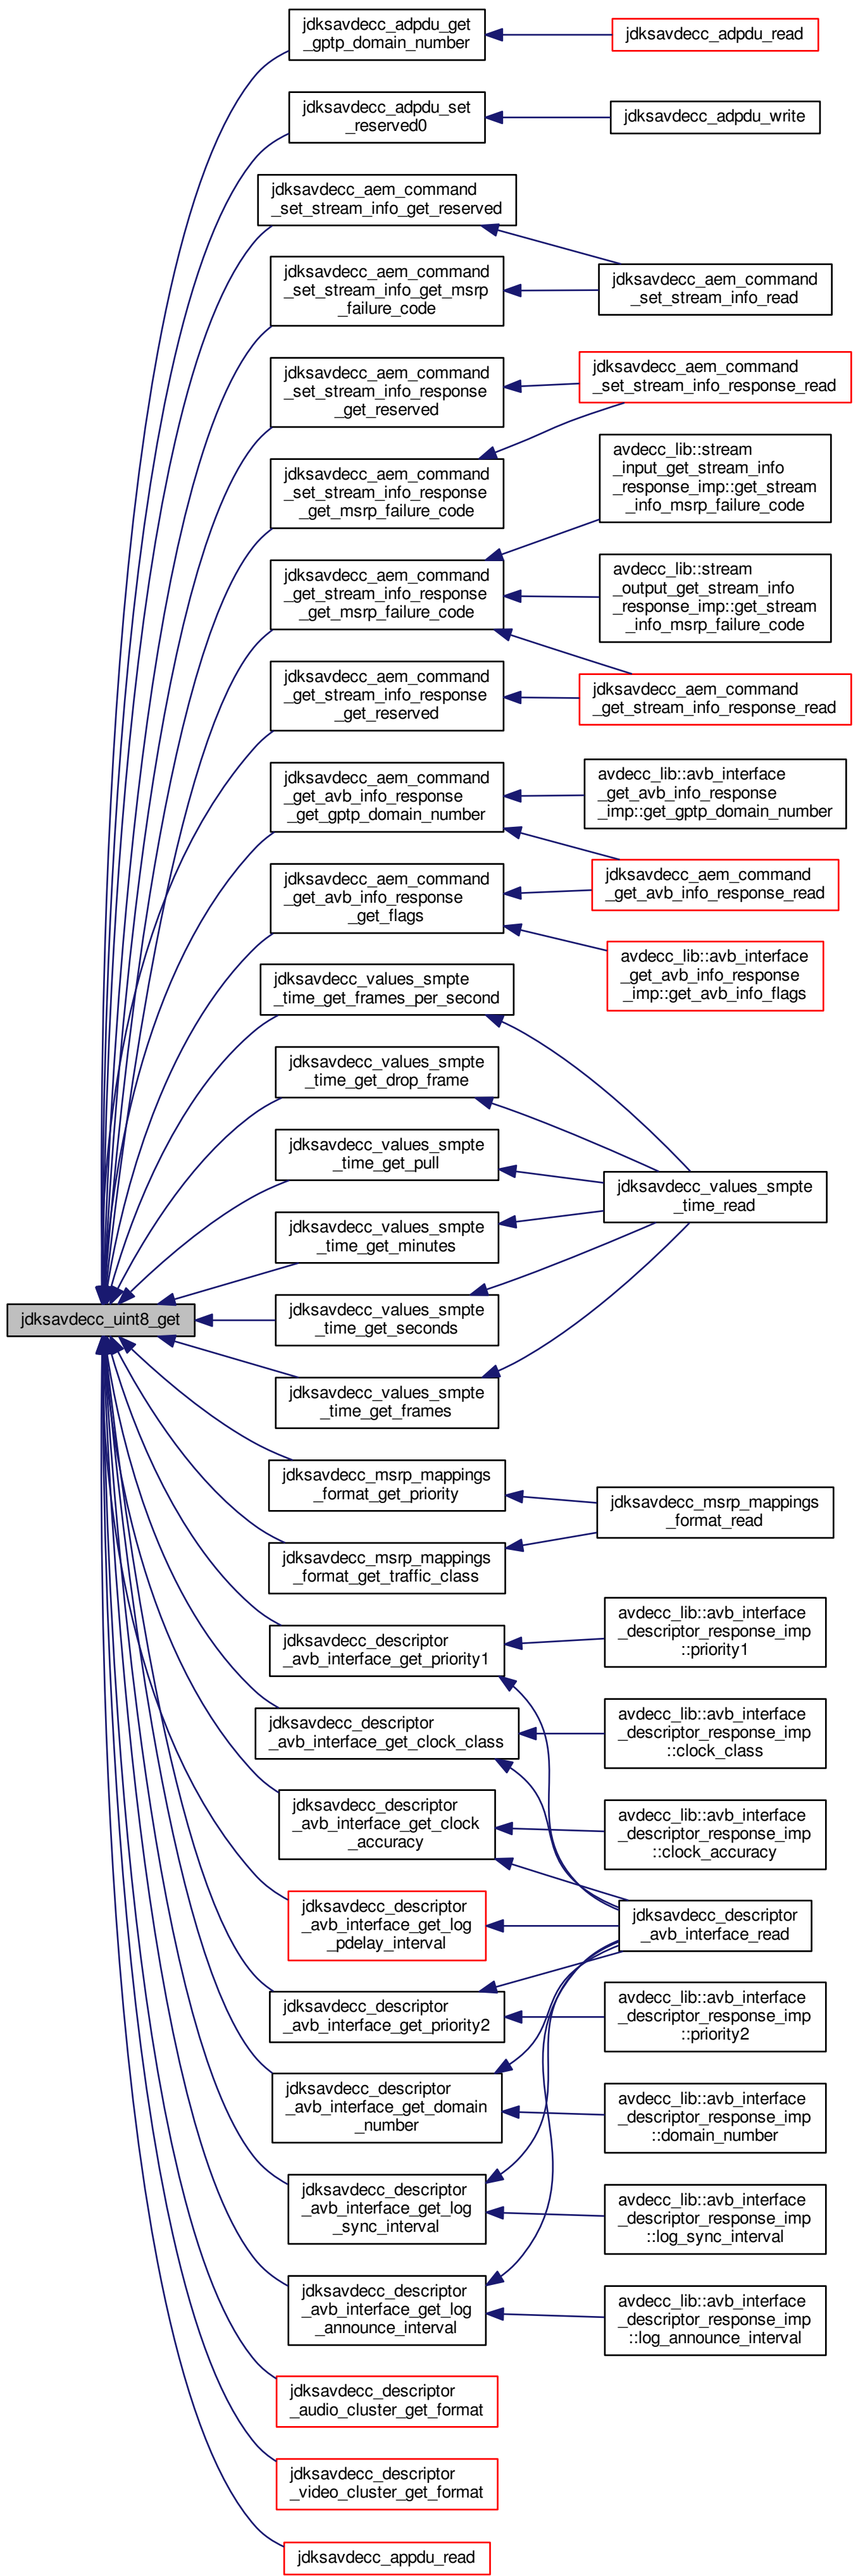 jdksavdecc_adpdu_get
_gptp_domain_number
jdksavdecc_adpdu_read
jdksavdecc_adpdu_set
_reserved0
jdksavdecc_adpdu_write
jdksavdecc_aem_command
_set_stream_info_get_reserved
jdksavdecc_aem_command
_set_stream_info_get_msrp
_failure_code
jdksavdecc_aem_command
_set_stream_info_read
jdksavdecc_aem_command
_set_stream_info_response
_get_reserved
jdksavdecc_aem_command
_set_stream_info_response_read
jdksavdecc_aem_command
_set_stream_info_response
_get_msrp_failure_code
avdecc_lib::stream
_input_get_stream_info
_response_imp::get_stream
_info_msrp_failure_code
jdksavdecc_aem_command
_get_stream_info_response
_get_msrp_failure_code
avdecc_lib::stream
_output_get_stream_info
_response_imp::get_stream
_info_msrp_failure_code
jdksavdecc_aem_command
_get_stream_info_response
_get_reserved
jdksavdecc_aem_command
_get_stream_info_response_read
jdksavdecc_aem_command
_get_avb_info_response
_get_gptp_domain_number
avdecc_lib::avb_interface
_get_avb_info_response
_imp::get_gptp_domain_number
jdksavdecc_aem_command
_get_avb_info_response
_get_flags
jdksavdecc_aem_command
_get_avb_info_response_read
avdecc_lib::avb_interface
_get_avb_info_response
_imp::get_avb_info_flags
jdksavdecc_values_smpte
_time_get_frames_per_second
jdksavdecc_values_smpte
_time_get_drop_frame
jdksavdecc_values_smpte
_time_get_pull
jdksavdecc_values_smpte
_time_read
jdksavdecc_values_smpte
_time_get_minutes
jdksavdecc_uint8_get
jdksavdecc_values_smpte
_time_get_seconds
jdksavdecc_values_smpte
_time_get_frames
jdksavdecc_msrp_mappings
_format_get_priority
jdksavdecc_msrp_mappings
_format_read
jdksavdecc_msrp_mappings
_format_get_traffic_class
jdksavdecc_descriptor
_avb_interface_get_priority1
avdecc_lib::avb_interface
_descriptor_response_imp
::priority1
jdksavdecc_descriptor
_avb_interface_get_clock_class
avdecc_lib::avb_interface
_descriptor_response_imp
::clock_class
jdksavdecc_descriptor
_avb_interface_get_clock
_accuracy
avdecc_lib::avb_interface
_descriptor_response_imp
::clock_accuracy
jdksavdecc_descriptor
_avb_interface_get_log
_pdelay_interval
jdksavdecc_descriptor
_avb_interface_read
jdksavdecc_descriptor
_avb_interface_get_priority2
avdecc_lib::avb_interface
_descriptor_response_imp
::priority2
jdksavdecc_descriptor
_avb_interface_get_domain
_number
avdecc_lib::avb_interface
_descriptor_response_imp
::domain_number
jdksavdecc_descriptor
_avb_interface_get_log
_sync_interval
avdecc_lib::avb_interface
_descriptor_response_imp
::log_sync_interval
jdksavdecc_descriptor
_avb_interface_get_log
_announce_interval
avdecc_lib::avb_interface
_descriptor_response_imp
::log_announce_interval
jdksavdecc_descriptor
_audio_cluster_get_format
jdksavdecc_descriptor
_video_cluster_get_format
jdksavdecc_appdu_read